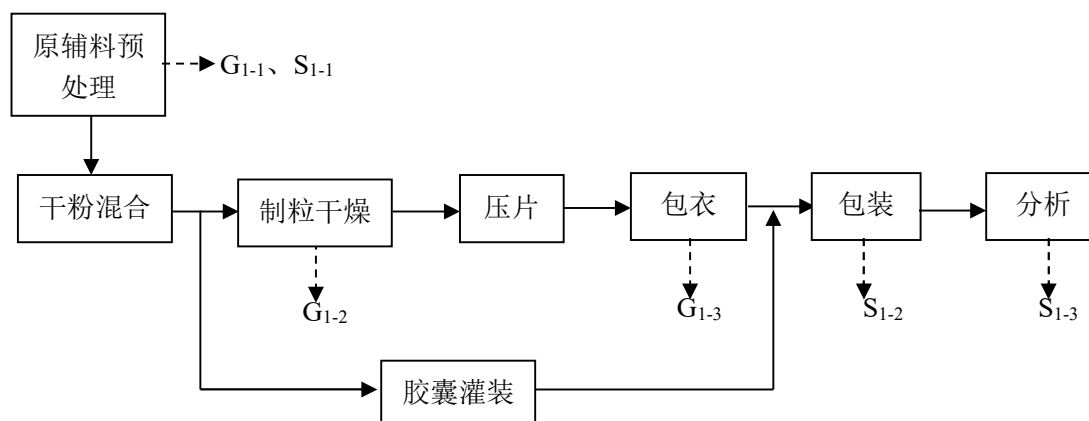 原辅料预
处理
G1-1、S1-1
干粉混合
制粒干燥
压片
包衣
包装
分析
G1-2
G1-3
S1-2
S1-3
胶囊灌装